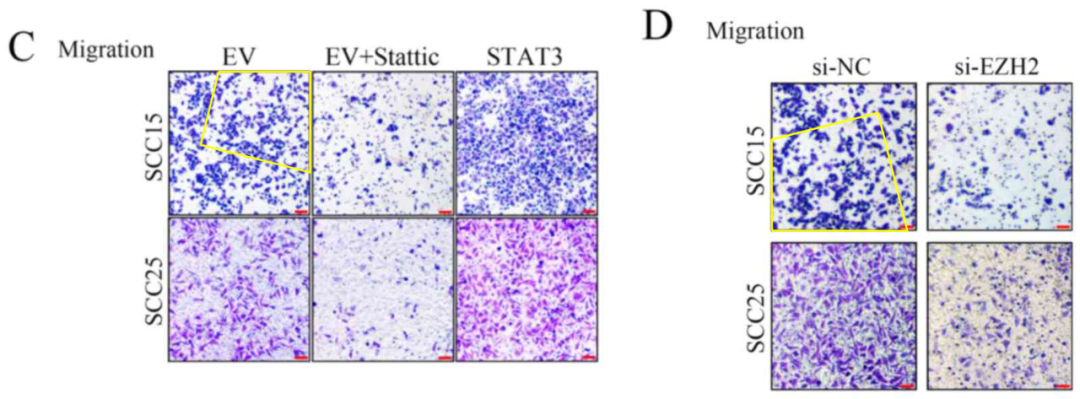 C Migration
EV EV+Stattic STAT3
SCC15
SCC25
D Migration
si-NC si-EZH2
SCC15
SCC25